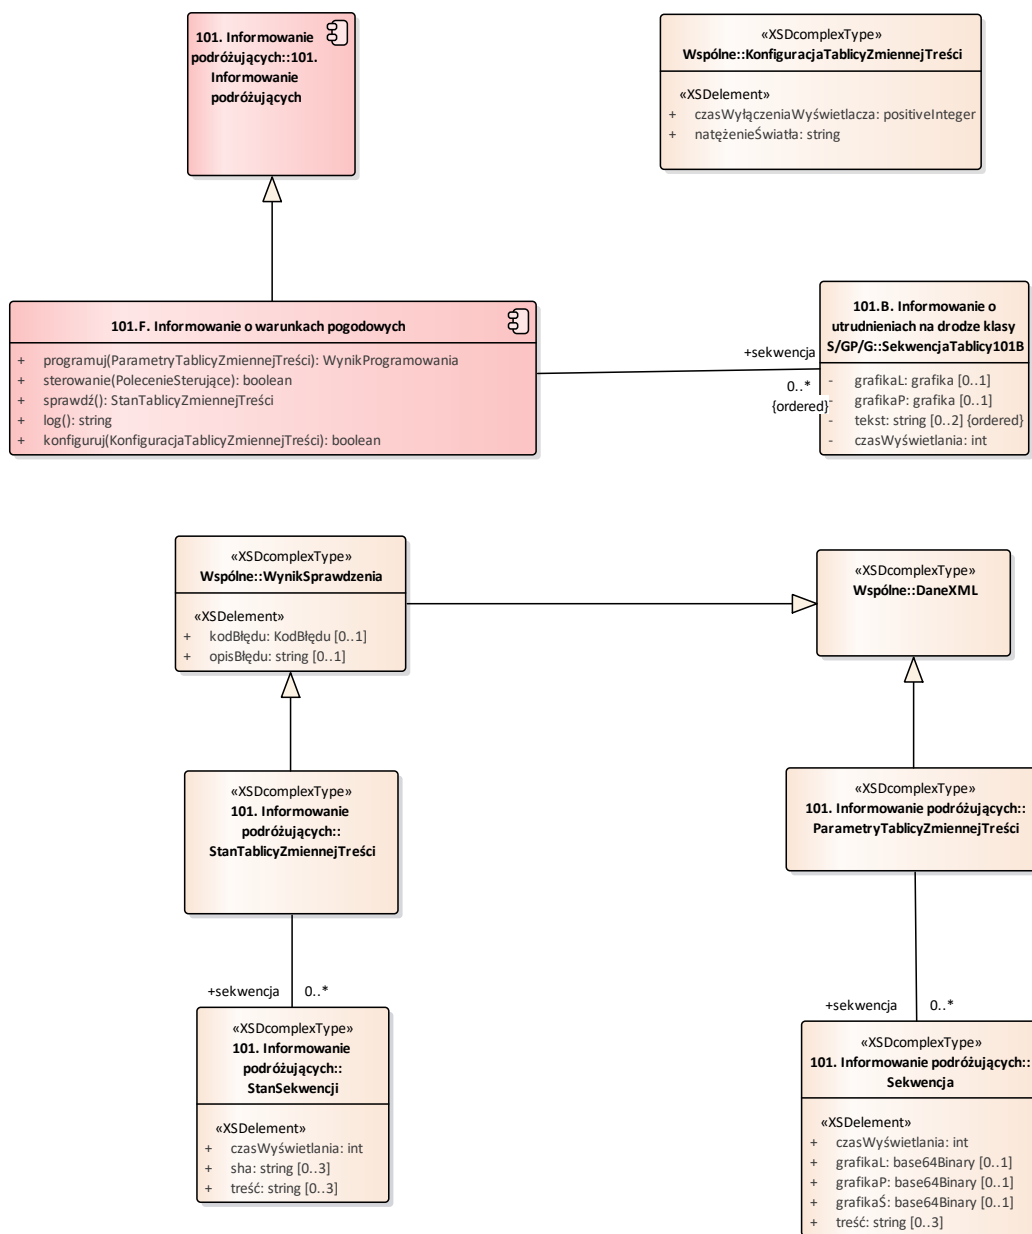 101. Informowanie
podróżujących::101.
Informowanie
podróżujących
«XSDcomplexType»
Wspólne::KonfiguracjaTablicyZmiennejTreści
«XSDelement»
+ czasWyłączeniaWyświetlacza: positiveInteger
+ natężenieŚwiatła: string
101.F. Informowanie o warunkach pogodowych
+ programuj(ParametryTablicyZmiennejTreści): WynikProgramowania
+ sterowanie(PolecenieSterujące): boolean
+ sprawdź(): StanTablicyZmiennejTreści
+ log(): string
+ konfiguruj(KonfiguracjaTablicyZmiennejTreści): boolean
+sekwencja
0..*
{ordered}
101.B. Informowanie o
utrudnieniach na drodze klasy
S/GP/G::SekwencjaTablicy101B
- grafikaL: grafika [0..1]
- grafikaP: grafika [0..1]
- tekst: string [0..2] {ordered}
- czasWyświetlania: int
«XSDcomplexType»
Wspólne::WynikSprawdzenia
«XSDelement»
+ kodBłędu: KodBłędu [0..1]
+ opisBłędu: string [0..1]
«XSDcomplexType»
Wspólne::DaneXML
«XSDcomplexType»
101. Informowanie
podróżujących::
StanTablicyZmiennejTreści
«XSDcomplexType»
101. Informowanie podróżujących::
ParametryTablicyZmiennejTreści
+sekwencja 0..*
«XSDcomplexType»
101. Informowanie
podróżujących::
StanSekwencji
«XSDelement»
+ czasWyświetlania: int
+ sha: string [0..3]
+ treść: string [0..3]
+sekwencja 0..*
«XSDcomplexType»
101. Informowanie podróżujących::
Sekwencja
«XSDelement»
+ czasWyświetlania: int
+ grafikaL: base64Binary [0..1]
+ grafikaP: base64Binary [0..1]
+ grafikaŚ: base64Binary [0..1]
+ treść: string [0..3]